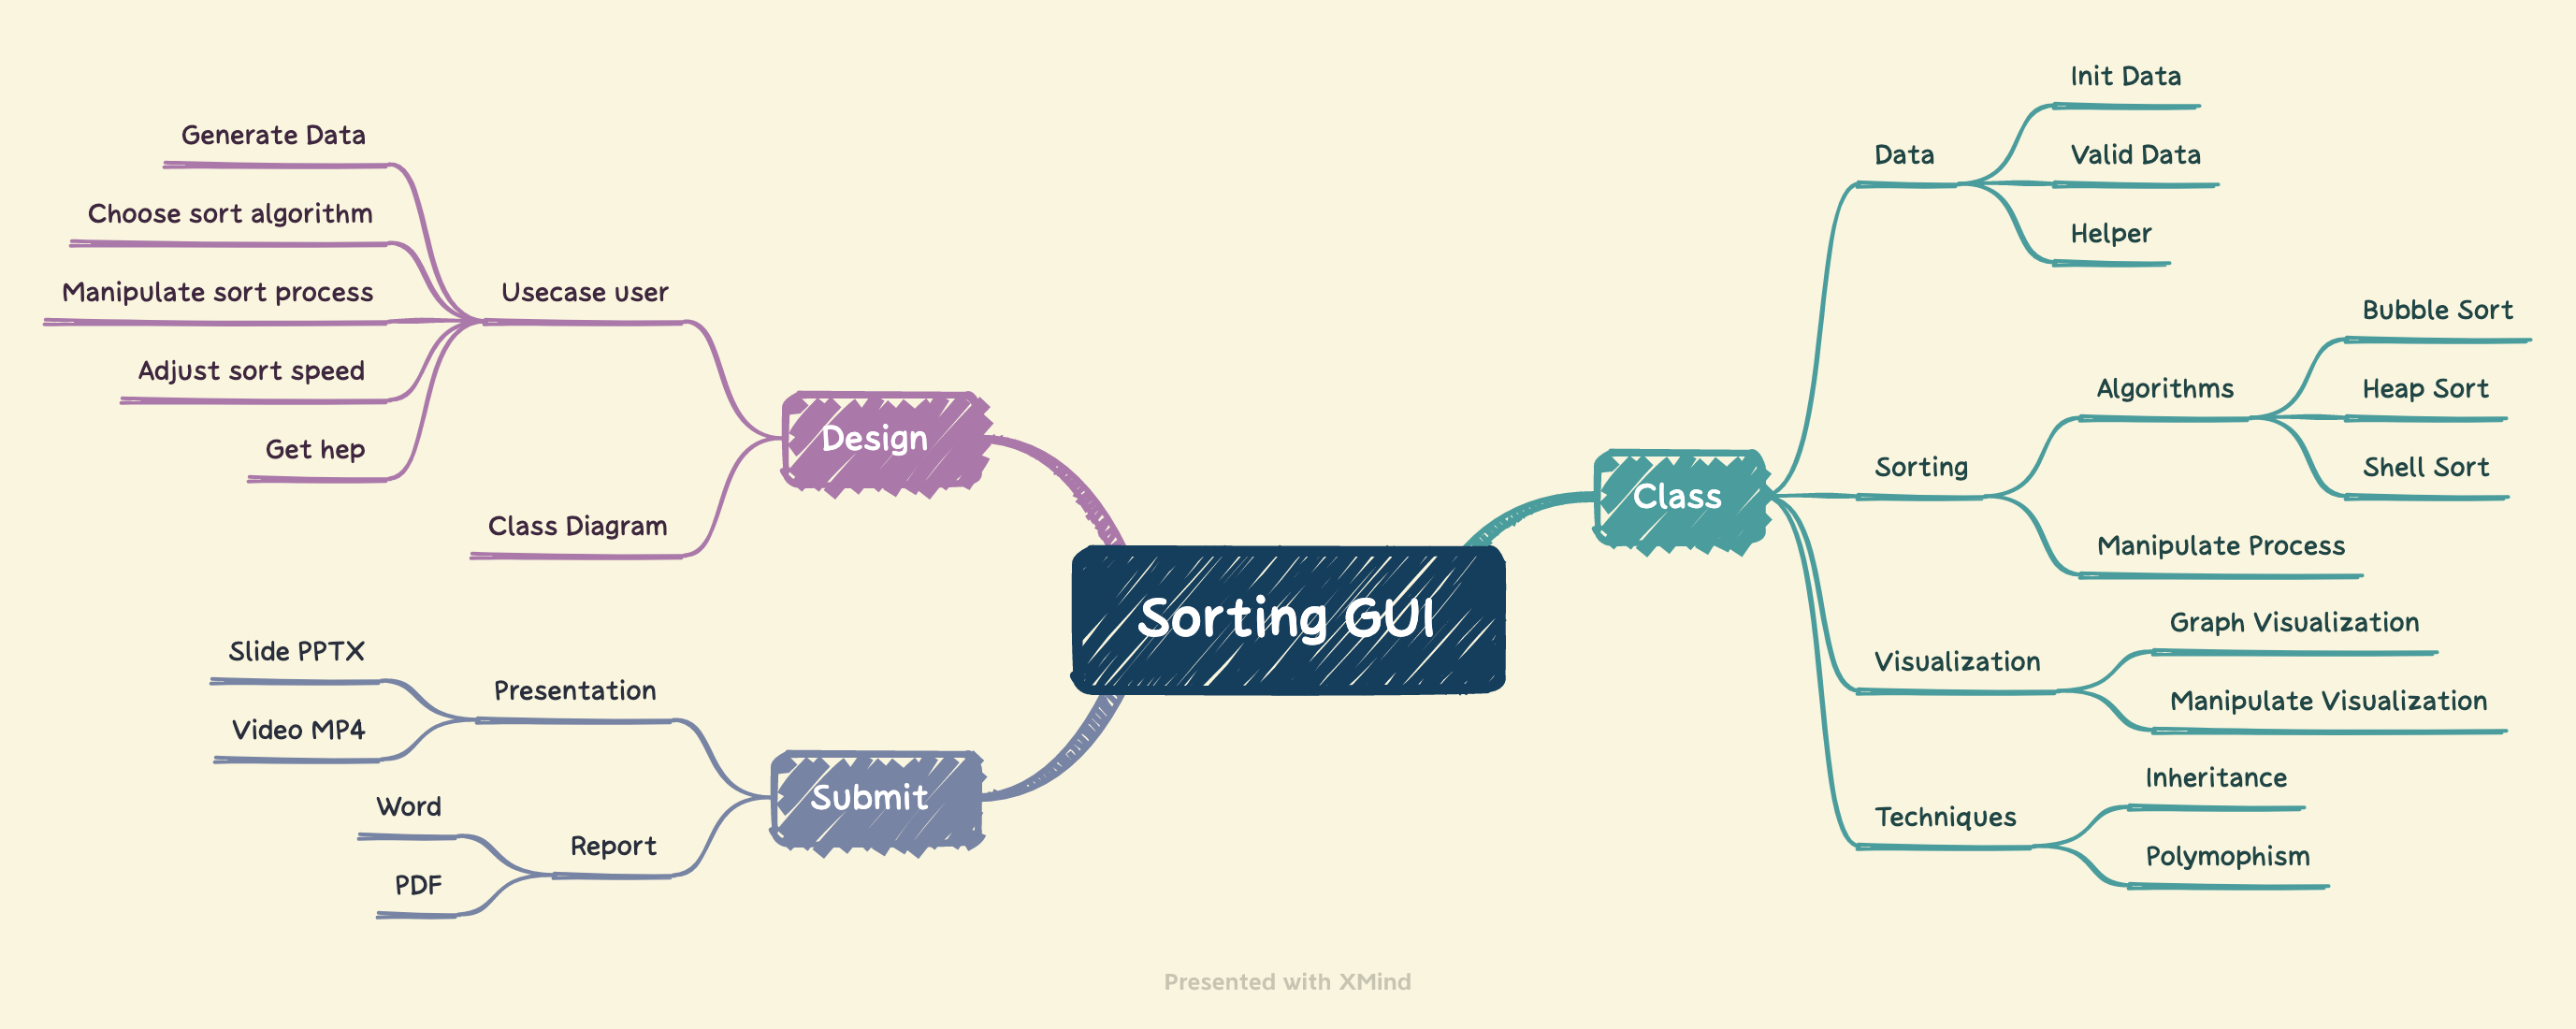 Sorting GUI
Design
Usecase user
Generate Data
Choose sort algorithm
Manipulate sort process
Adjust sort speed
Get hep
Class Diagram
Submit
Presentation
Slide PPTX
Video MP4
Report
Word
PDF
Class
Data
Init Data
Valid Data
Helper
Sorting
Algorithms
Bubble Sort
Heap Sort
Shell Sort
Manipulate Process
Visualization
Graph Visualization
Manipulate Visualization
Techniques
Inheritance
Polymophism
Presented with XMind